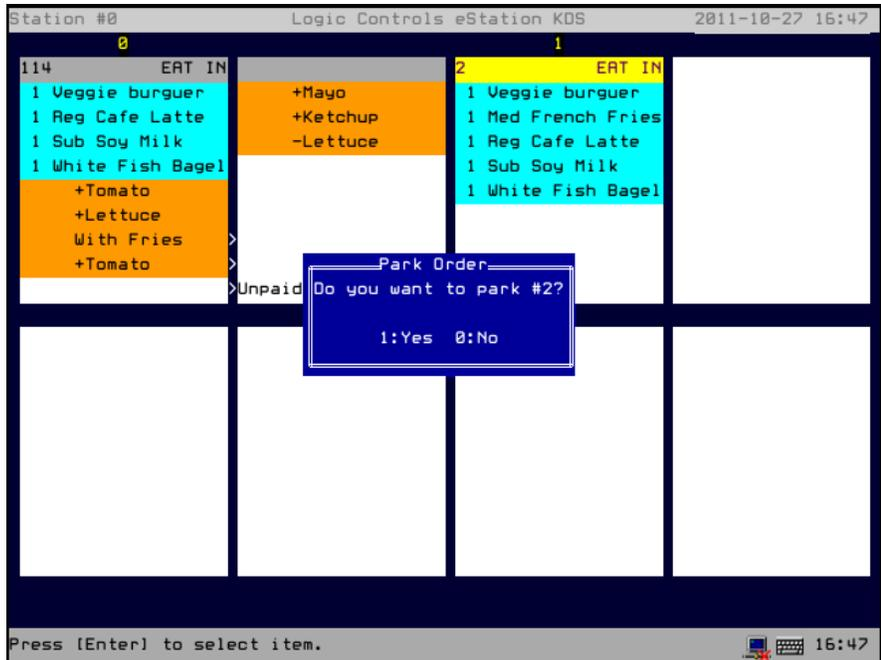 Station #0 Logic Controls eStation KDS 2011-10-27 16:47
0 1
114 EAT IN
1 Veggie burguer
1 Reg Cafe Latte
1 Sub Soy Milk
1 White Fish Bagel
+Tomato
+Lettuce
With Fries >
+Tomato >
+Mayo
+Ketchup
-Lettuce
>Unpaid
2 EAT IN
1 Veggie burguer
1 Med French Fries
1 Reg Cafe Latte
1 Sub Soy Milk
1 White Fish Bagel
Park Order
Do you want to park #2?
1:Yes 0:No
Press [Enter] to select item. 16:47